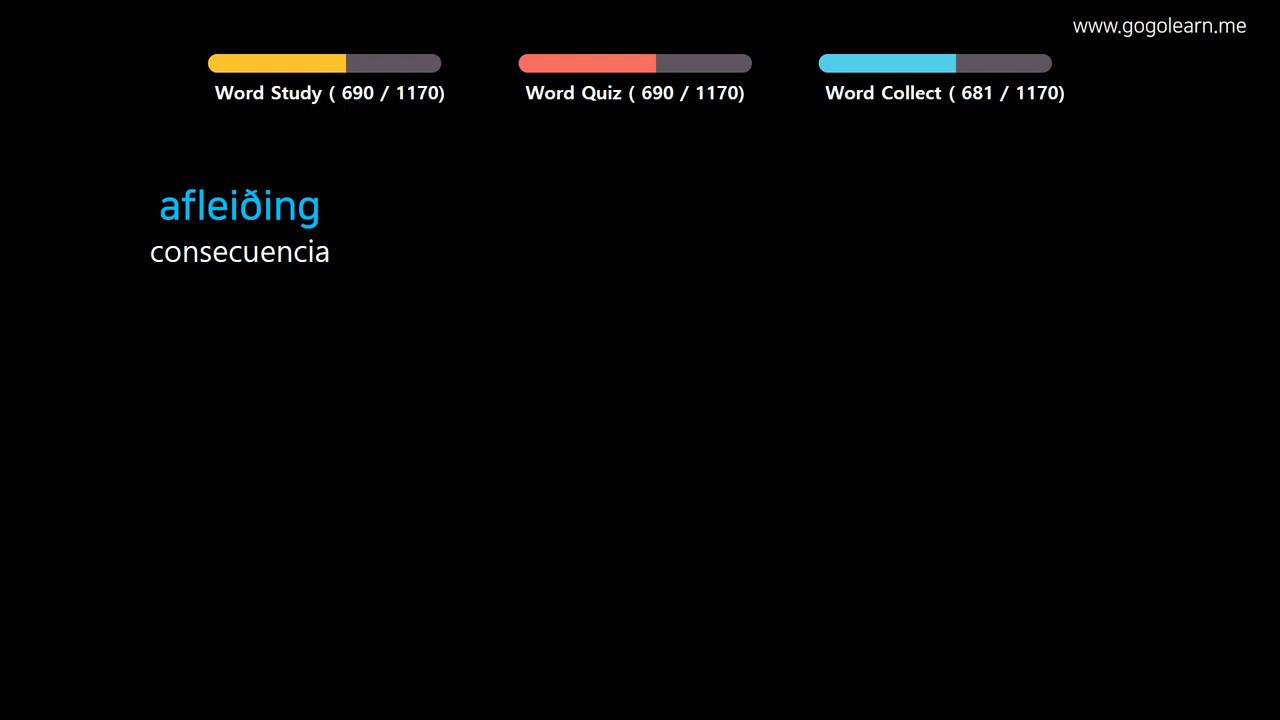 www.gogolearn.me
Word Study ( 690 / 1170)
Word Quiz ( 690 / 1170)
Word Collect ( 681 / 1170)
afleiðing
consecuencia